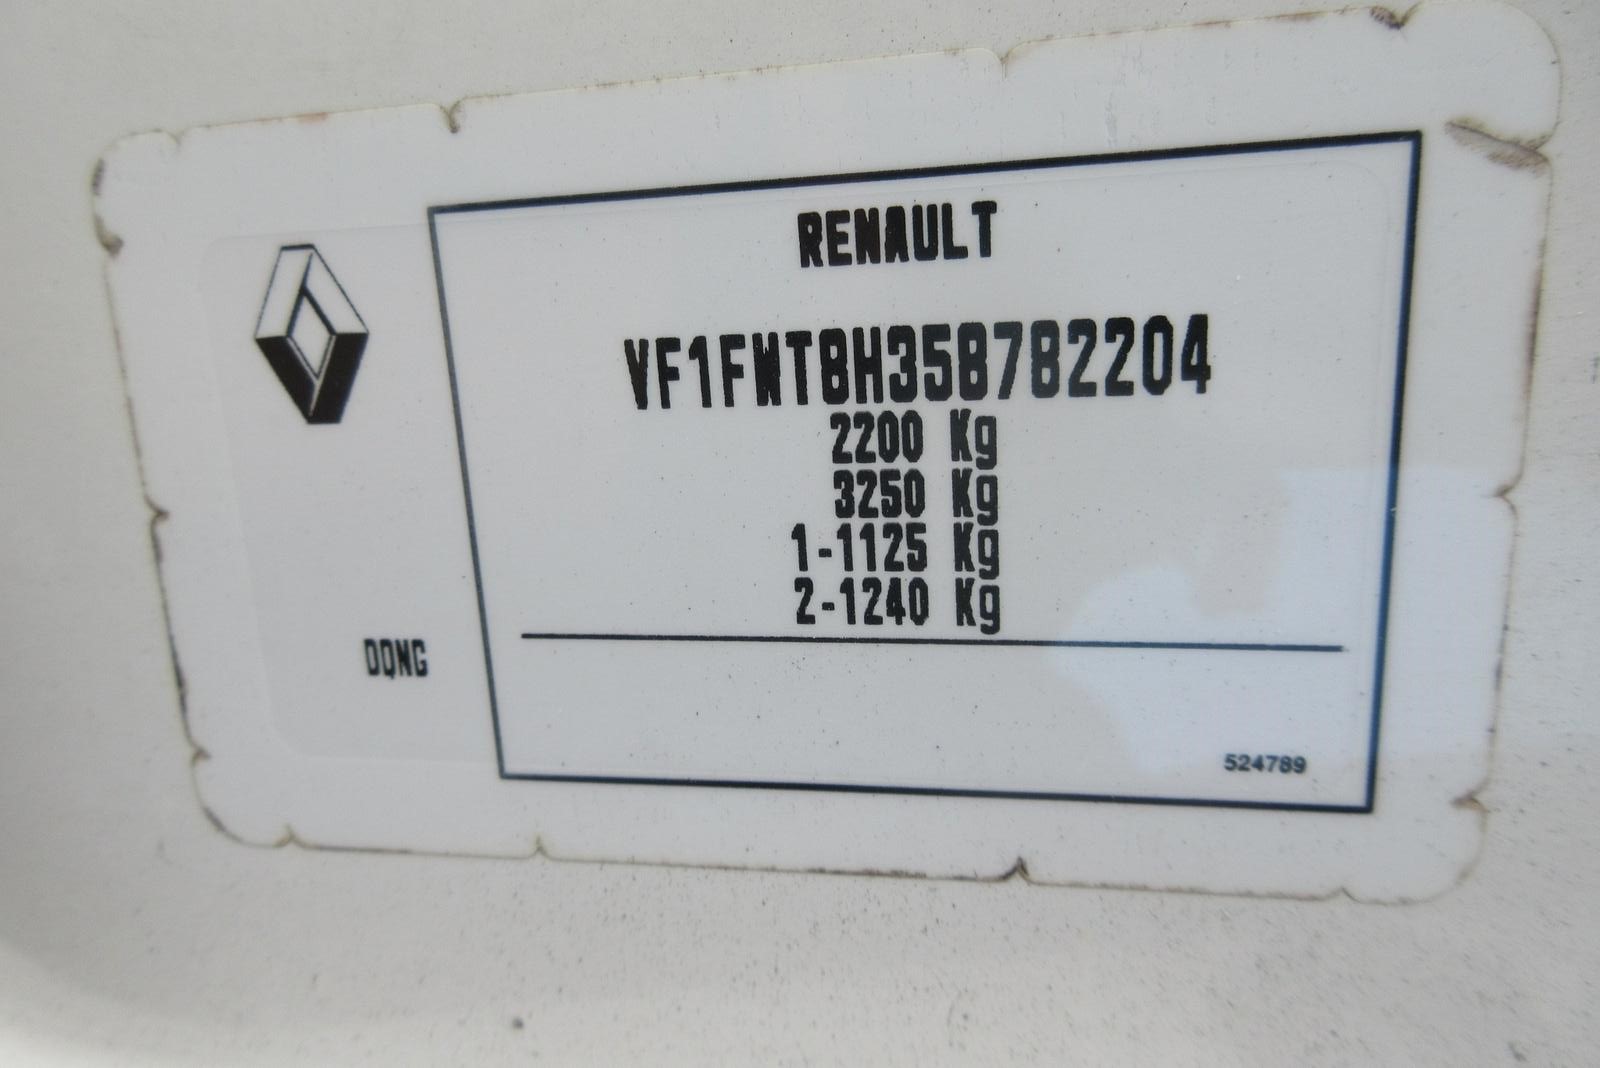 RENAULT
VF1FWT8H358782204
2200 Kg
3250 Kg
1-1125 Kg
2-1240 Kg
DQNG
524789